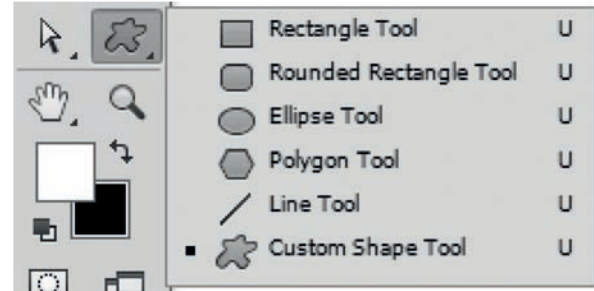 Rectangle Tool U
Rounded Rectangle Tool U
Ellipse Tool U
Polygon Tool U
Line Tool U
Custom Shape Tool U